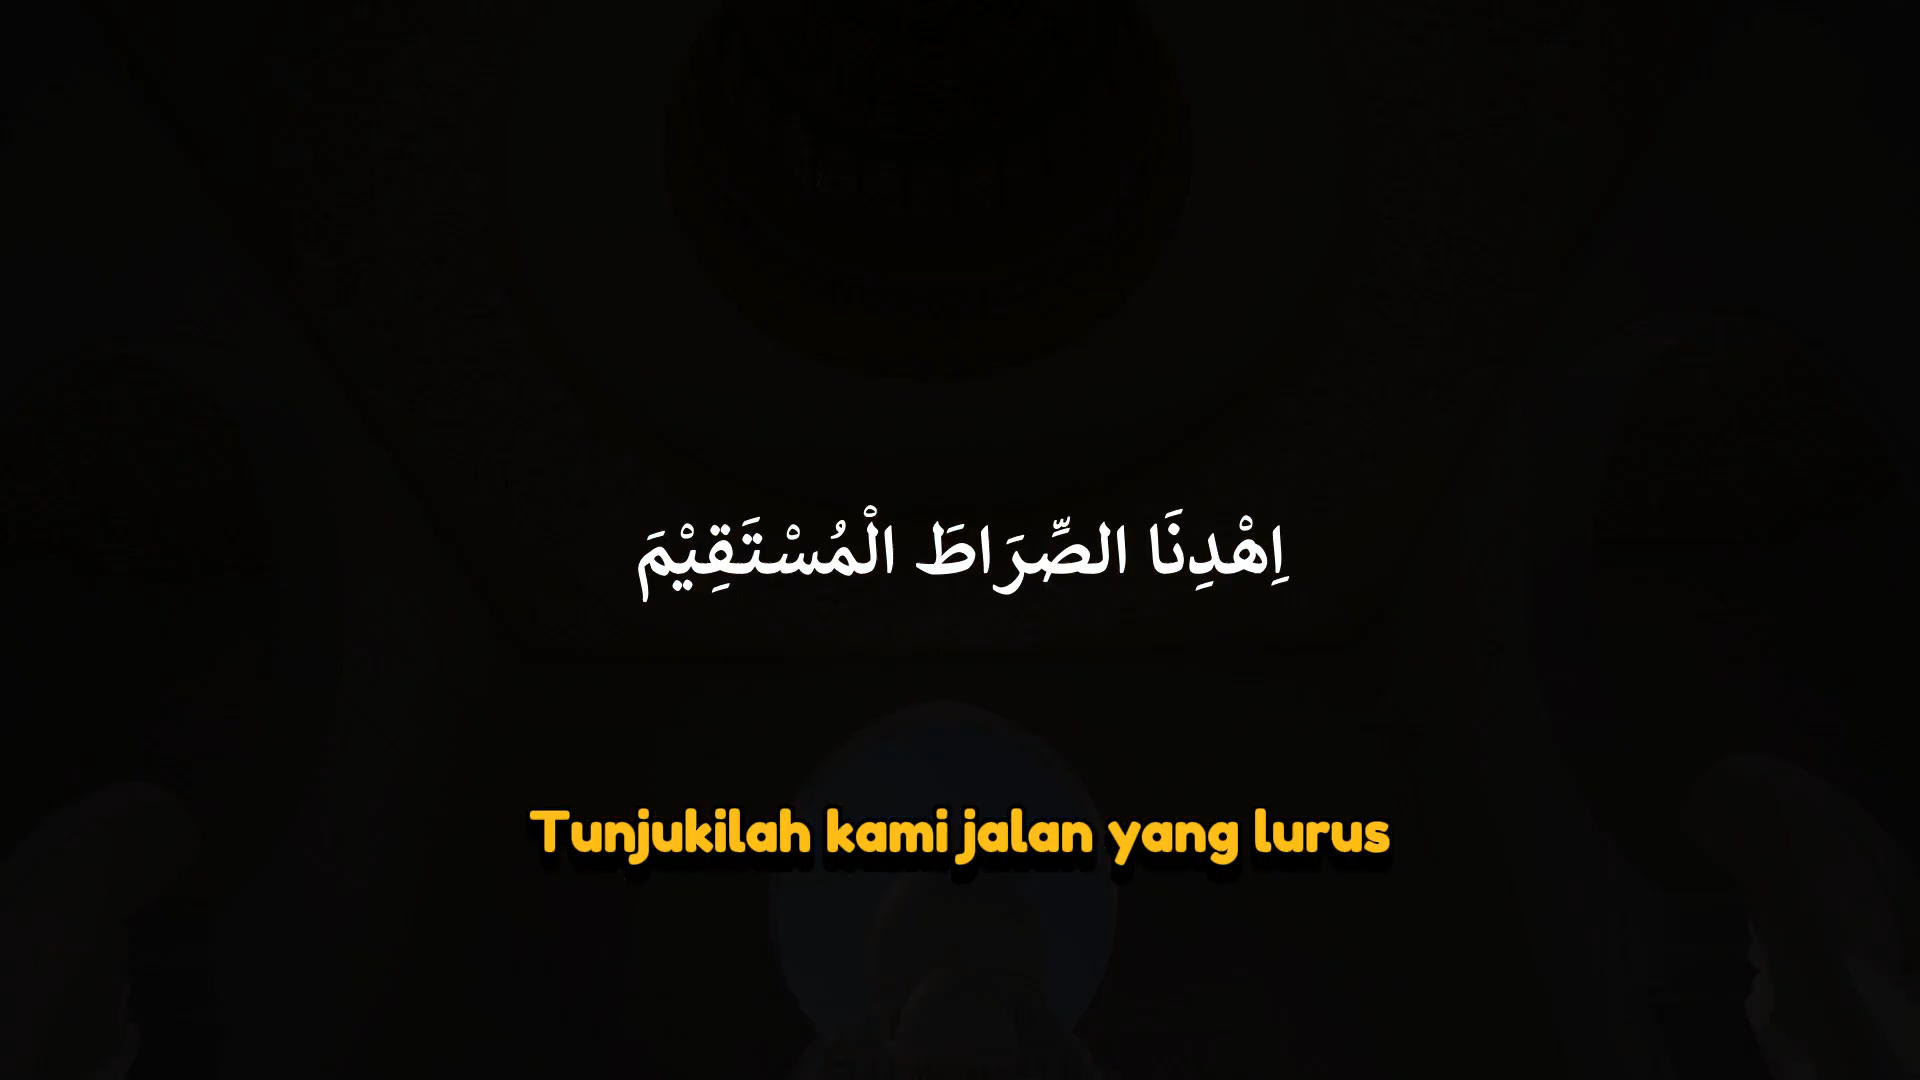 اِهْدِنَا الصِّرَاطَ الْمُسْتَقِيْمَ
Tunjukilah kami jalan yang lurus